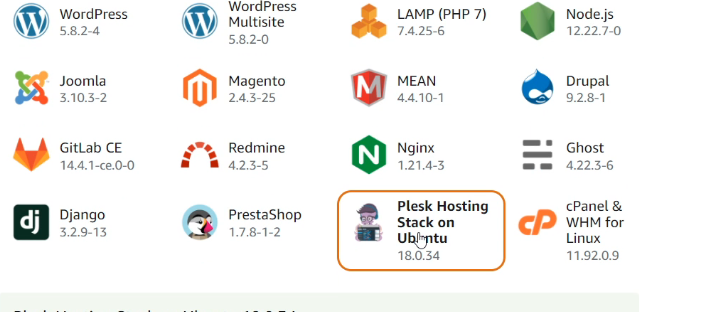 WordPress
5.8.2-4
WordPress
Multisite
5.8.2-0
LAMP (PHP 7)
7.4.25-6
Node.js
12.22.7-0
Joomla
3.10.3-2
Magento
2.4.3-25
MEAN
4.4.10-1
Drupal
9.2.8-1
GitLab CE
14.4.1-ce.0-0
Redmine
4.2.3-5
Nginx
1.21.4-3
Ghost
4.22.3-6
dj
Django
3.2.9-13
PrestaShop
1.7.8-1-2
Plesk Hosting
Stack on
Ubuntu
18.0.34
cP
cPanel &
WHM for
Linux
11.92.0.9